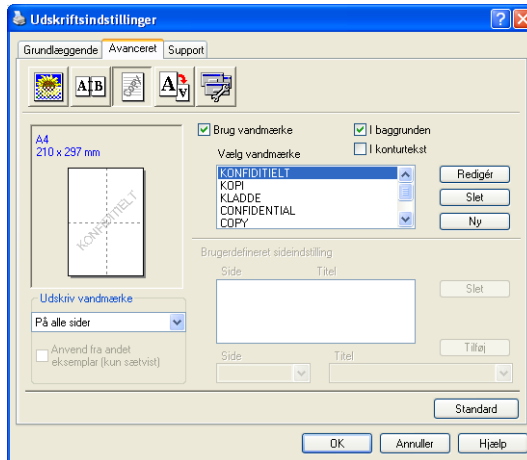 Udskriftsindstillinger
Grundlæggende Avanceret Support
A4
210 x 297 mm
KONFIDITIELT
Udskriv vandmærke
På alle sider
Anvend fra andet
eksemplar (kun sætvist)
Brug vandmærke
I baggrunden
I konturtekst
Vælg vandmærke
KONFIDITIELT
KOPI
KLADDE
CONFIDENTIAL
COPY
Redigér
Slet
Ny
Brugerdefineret sideindstilling
Side Titel
Slet
Tilføj
Side Titel
Standard
OK Annuller Hjælp